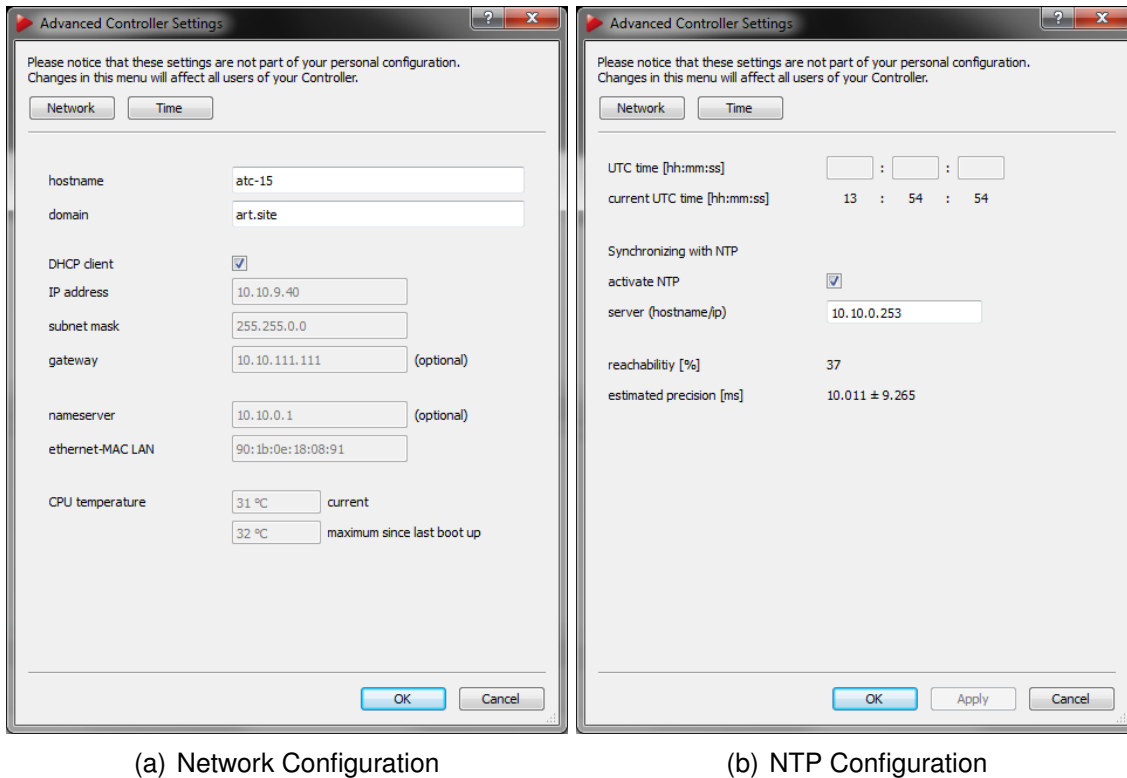 Advanced Controller Settings
Please notice that these settings are not part of your personal configuration.
Changes in this menu will affect all users of your Controller.
Network Time
hostname atc-15
domain art.site
DHCP client
IP address 10.10.9.40
subnet mask 255.255.0.0
gateway 10.10.111.111 (optional)
nameserver 10.10.0.1 (optional)
ethernet-MAC LAN 90:1b:0e:18:08:91
CPU temperature 31 °C current
32 °C maximum since last boot up
OK Cancel
(a) Network Configuration
Advanced Controller Settings
Please notice that these settings are not part of your personal configuration.
Changes in this menu will affect all users of your Controller.
Network Time
UTC time [hh:mm:ss] : :
current UTC time [hh:mm:ss] 13 : 54 : 54
Synchronizing with NTP
activate NTP
server (hostname/ip) 10.10.0.253
reachabilitiy [%] 37
estimated precision [ms] 10.011 ± 9.265
OK Apply Cancel
(b) NTP Configuration